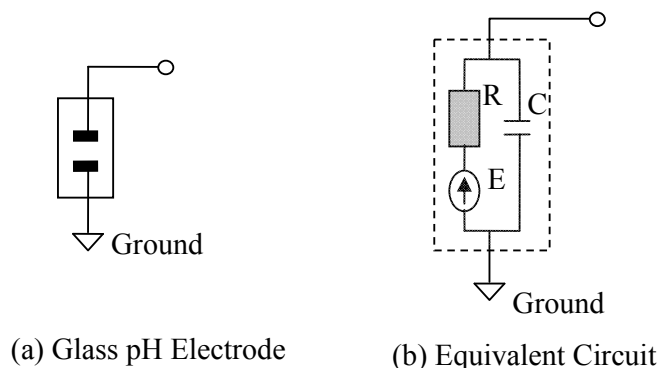 R
C
E
Ground
Ground
(a) Glass pH Electrode
(b) Equivalent Circuit